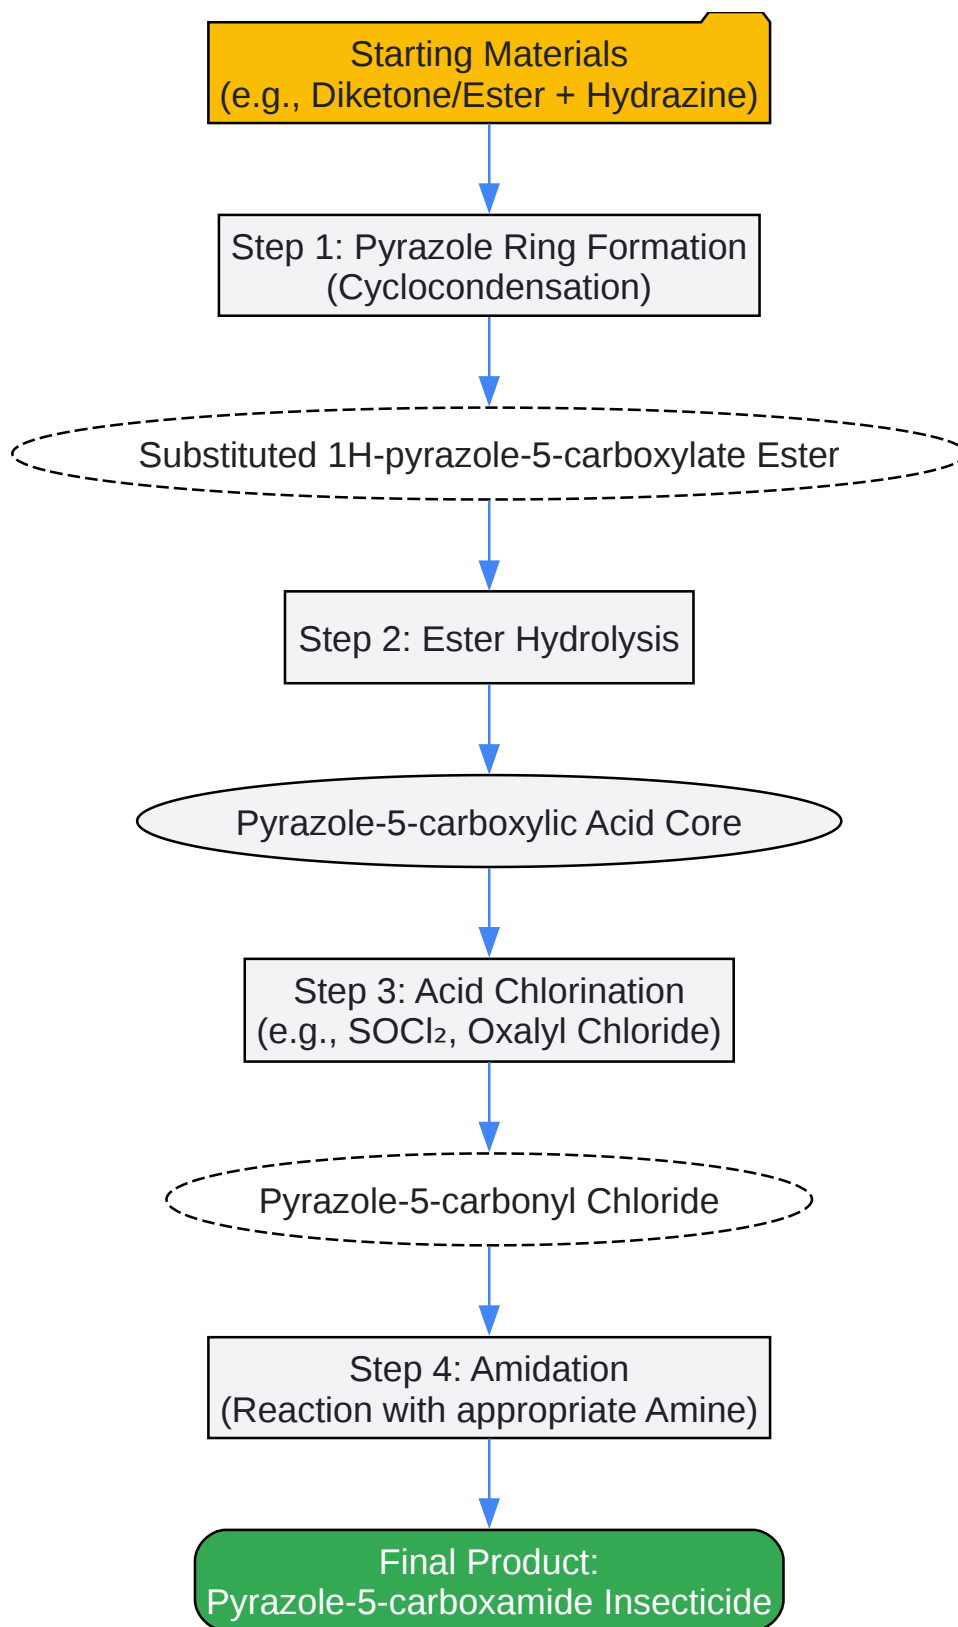 Starting Materials
(e.g., Diketone/Ester + Hydrazine)
Step 1: Pyrazole Ring Formation
(Cyclocondensation)
Substituted 1H-pyrazole-5-carboxylate Ester
Step 2: Ester Hydrolysis
Pyrazole-5-carboxylic Acid Core
Step 3: Acid Chlorination
(e.g., SOCl₂, Oxalyl Chloride)
Pyrazole-5-carbonyl Chloride
Step 4: Amidation
(Reaction with appropriate Amine)
Final Product:
Pyrazole-5-carboxamide Insecticide